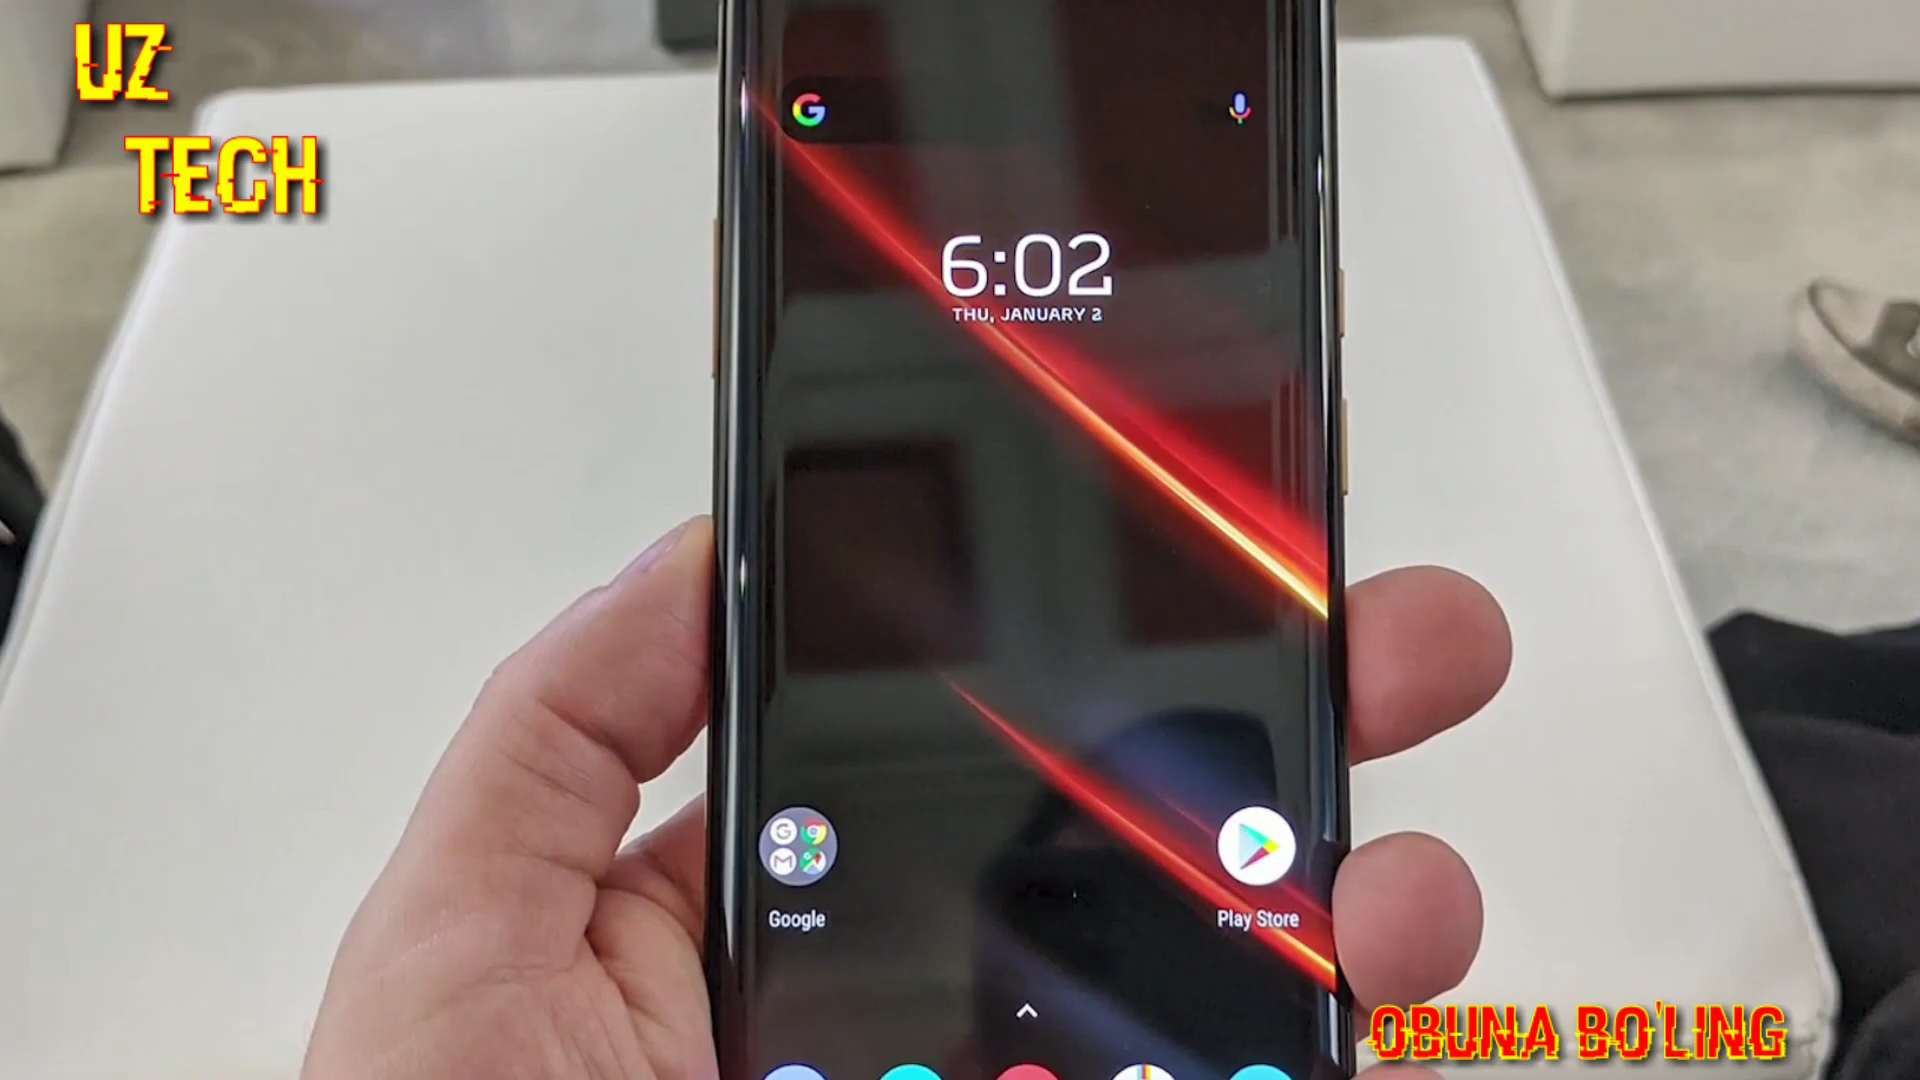 UZ
TECH
6:02
THU, JANUARY 2
Google
Play Store
OBUNA BO'LING